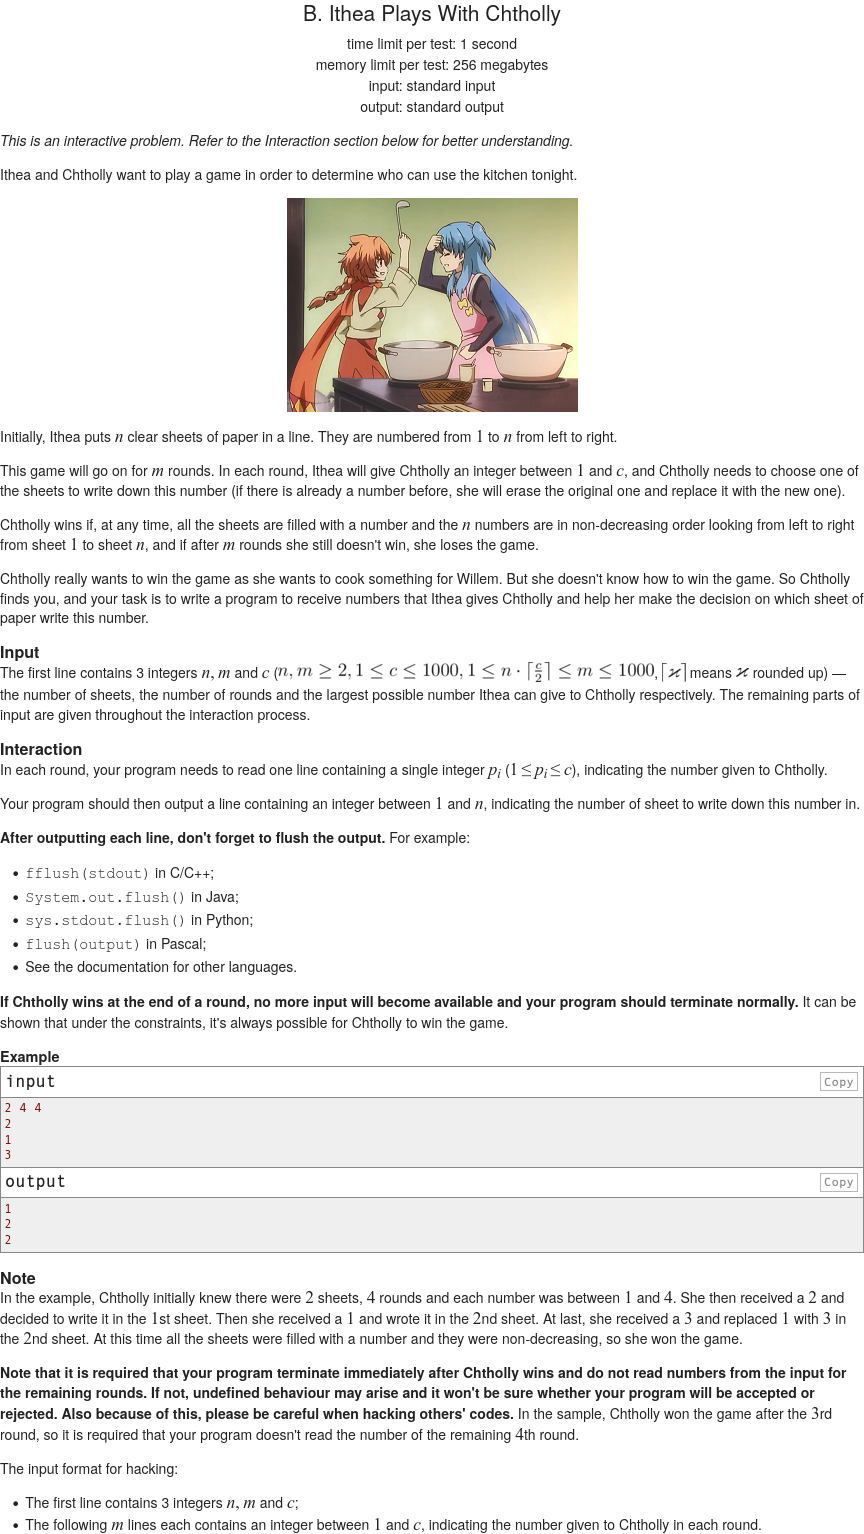 B. Ithea Plays With Chtholly
time limit per test: 1 second
memory limit per test: 256 megabytes
input: standard input
output: standard output
This is an interactive problem. Refer to the Interaction section below for better understanding.
Ithea and Chtholly want to play a game in order to determine who can use the kitchen tonight.
Initially, Ithea puts n clear sheets of paper in a line. They are numbered from 1 to n from left to right.
This game will go on for m rounds. In each round, Ithea will give Chtholly an integer between 1 and c, and Chtholly needs to choose one of
the sheets to write down this number (if there is already a number before, she will erase the original one and replace it with the new one).
Chtholly wins if, at any time, all the sheets are filled with a number and the n numbers are in non-decreasing order looking from left to right
from sheet 1 to sheet n, and if after m rounds she still doesn't win, she loses the game.
Chtholly really wants to win the game as she wants to cook something for Willem. But she doesn't know how to win the game. So Chtholly
finds you, and your task is to write a program to receive numbers that Ithea gives Chtholly and help her make the decision on which sheet of
paper write this number.
Input
The first line contains 3 integers n, m and c (n, m ≥ 2, 1 ≤ c ≤ 1000, 1 ≤ n · ⌈c/2⌉ ≤ m ≤ 1000, ⌈x⌉ means x rounded up) —
the number of sheets, the number of rounds and the largest possible number Ithea can give to Chtholly respectively. The remaining parts of
input are given throughout the interaction process.
Interaction
In each round, your program needs to read one line containing a single integer pi (1 ≤ pi ≤ c), indicating the number given to Chtholly.
Your program should then output a line containing an integer between 1 and n, indicating the number of sheet to write down this number in.
After outputting each line, don't forget to flush the output. For example:
• fflush(stdout) in C/C++;
• System.out.flush() in Java;
• sys.stdout.flush() in Python;
• flush(output) in Pascal;
• See the documentation for other languages.
If Chtholly wins at the end of a round, no more input will become available and your program should terminate normally. It can be
shown that under the constraints, it's always possible for Chtholly to win the game.
Example
input Copy
2 4 4
2
1
3
output Copy
1
2
2
Note
In the example, Chtholly initially knew there were 2 sheets, 4 rounds and each number was between 1 and 4. She then received a 2 and
decided to write it in the 1st sheet. Then she received a 1 and wrote it in the 2nd sheet. At last, she received a 3 and replaced 1 with 3 in
the 2nd sheet. At this time all the sheets were filled with a number and they were non-decreasing, so she won the game.
Note that it is required that your program terminate immediately after Chtholly wins and do not read numbers from the input for
the remaining rounds. If not, undefined behaviour may arise and it won't be sure whether your program will be accepted or
rejected. Also because of this, please be careful when hacking others' codes. In the sample, Chtholly won the game after the 3rd
round, so it is required that your program doesn't read the number of the remaining 4th round.
The input format for hacking:
• The first line contains 3 integers n, m and c;
• The following m lines each contains an integer between 1 and c, indicating the number given to Chtholly in each round.